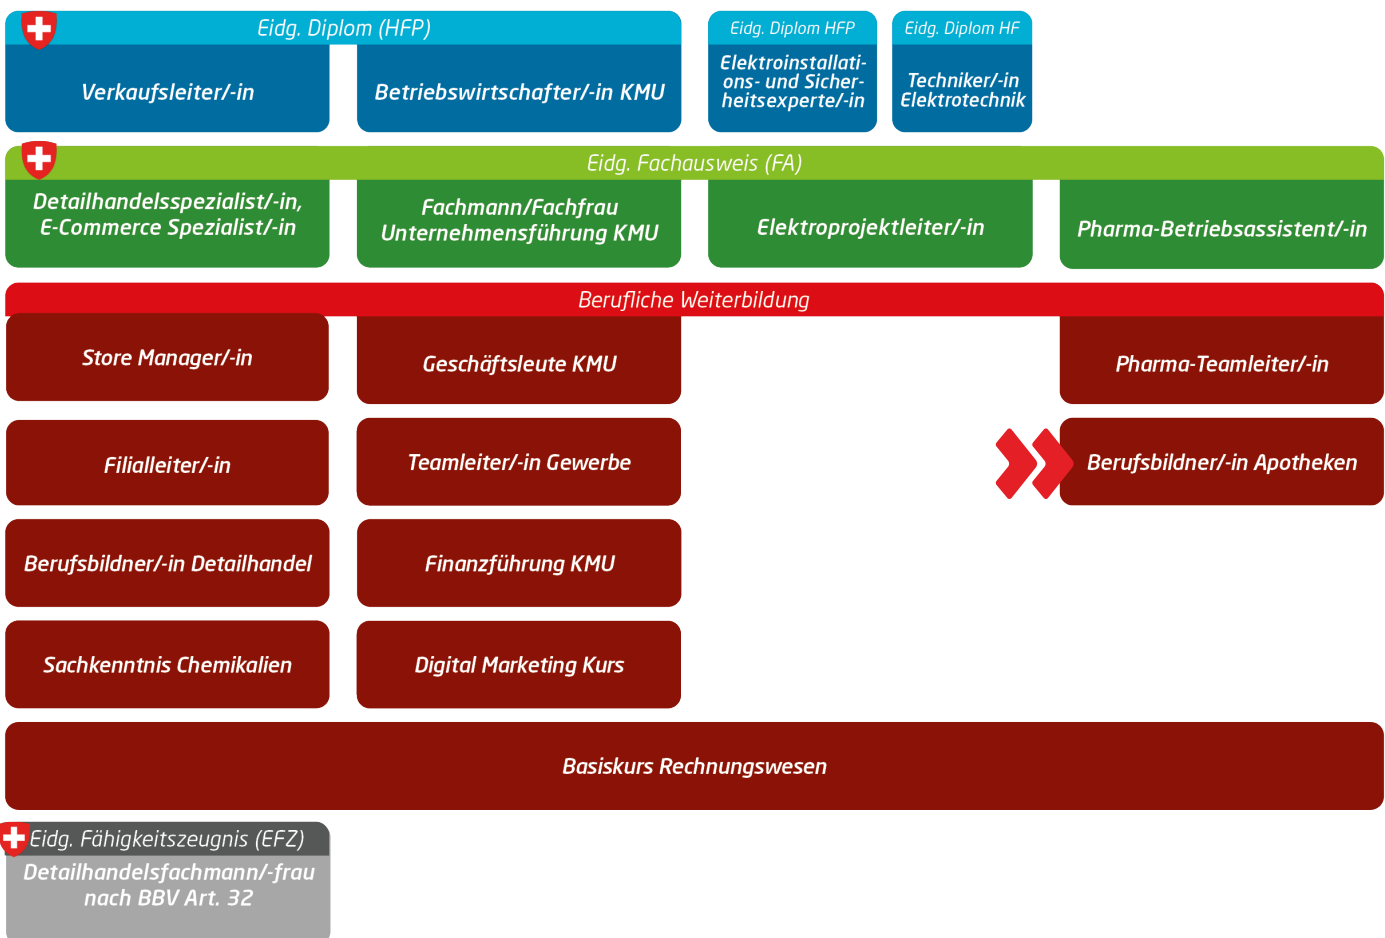 Eidg. Diplom (HFP)
Verkaufsleiter/-in
Betriebswirtschafter/-in KMU
Eidg. Diplom HFP
Elektroinstallati-
ons- und Sicher-
heitsexperte/-in
Eidg. Diplom HF
Techniker/-in
Elektrotechnik
Eidg. Fachausweis (FA)
Detailhandelsspezialist/-in,
E-Commerce Spezialist/-in
Fachmann/Fachfrau
Unternehmensführung KMU
Elektroprojektleiter/-in
Pharma-Betriebsassistent/-in
Berufliche Weiterbildung
Store Manager/-in
Geschäftsleute KMU
Pharma-Teamleiter/-in
Filialleiter/-in
Teamleiter/-in Gewerbe
Berufsbildner/-in Apotheken
Berufsbildner/-in Detailhandel
Finanzführung KMU
Sachkenntnis Chemikalien
Digital Marketing Kurs
Basiskurs Rechnungswesen
Eidg. Fähigkeitszeugnis (EFZ)
Detailhandelsfachmann/-frau
nach BBV Art. 32